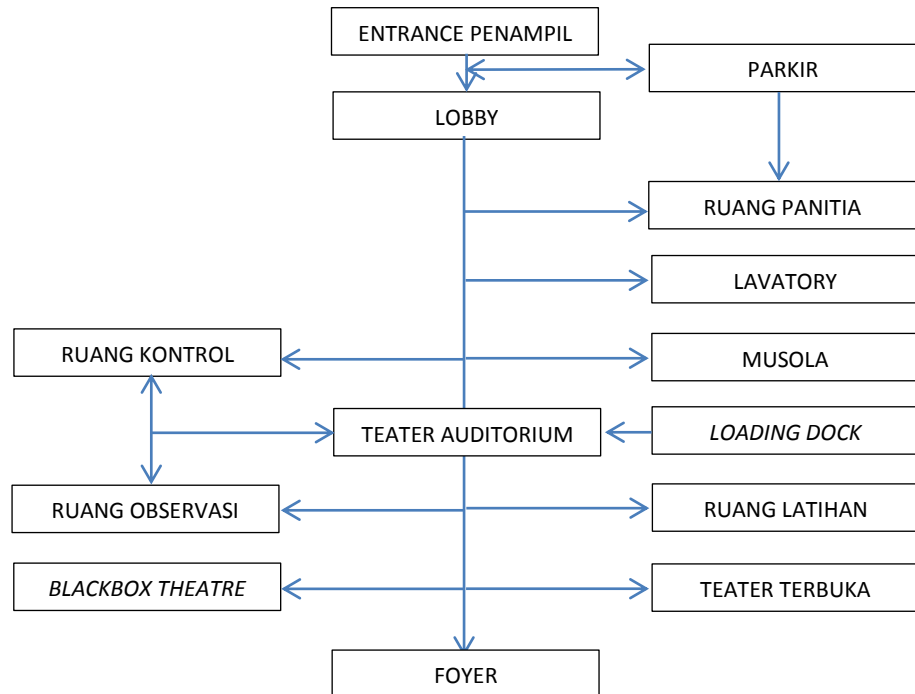 ENTRANCE PENAMPIL
PARKIR
LOBBY
RUANG PANITIA
LAVATORY
RUANG KONTROL
MUSOLA
TEATER AUDITORIUM
LOADING DOCK
RUANG OBSERVASI
RUANG LATIHAN
BLACKBOX THEATRE
TEATER TERBUKA
FOYER